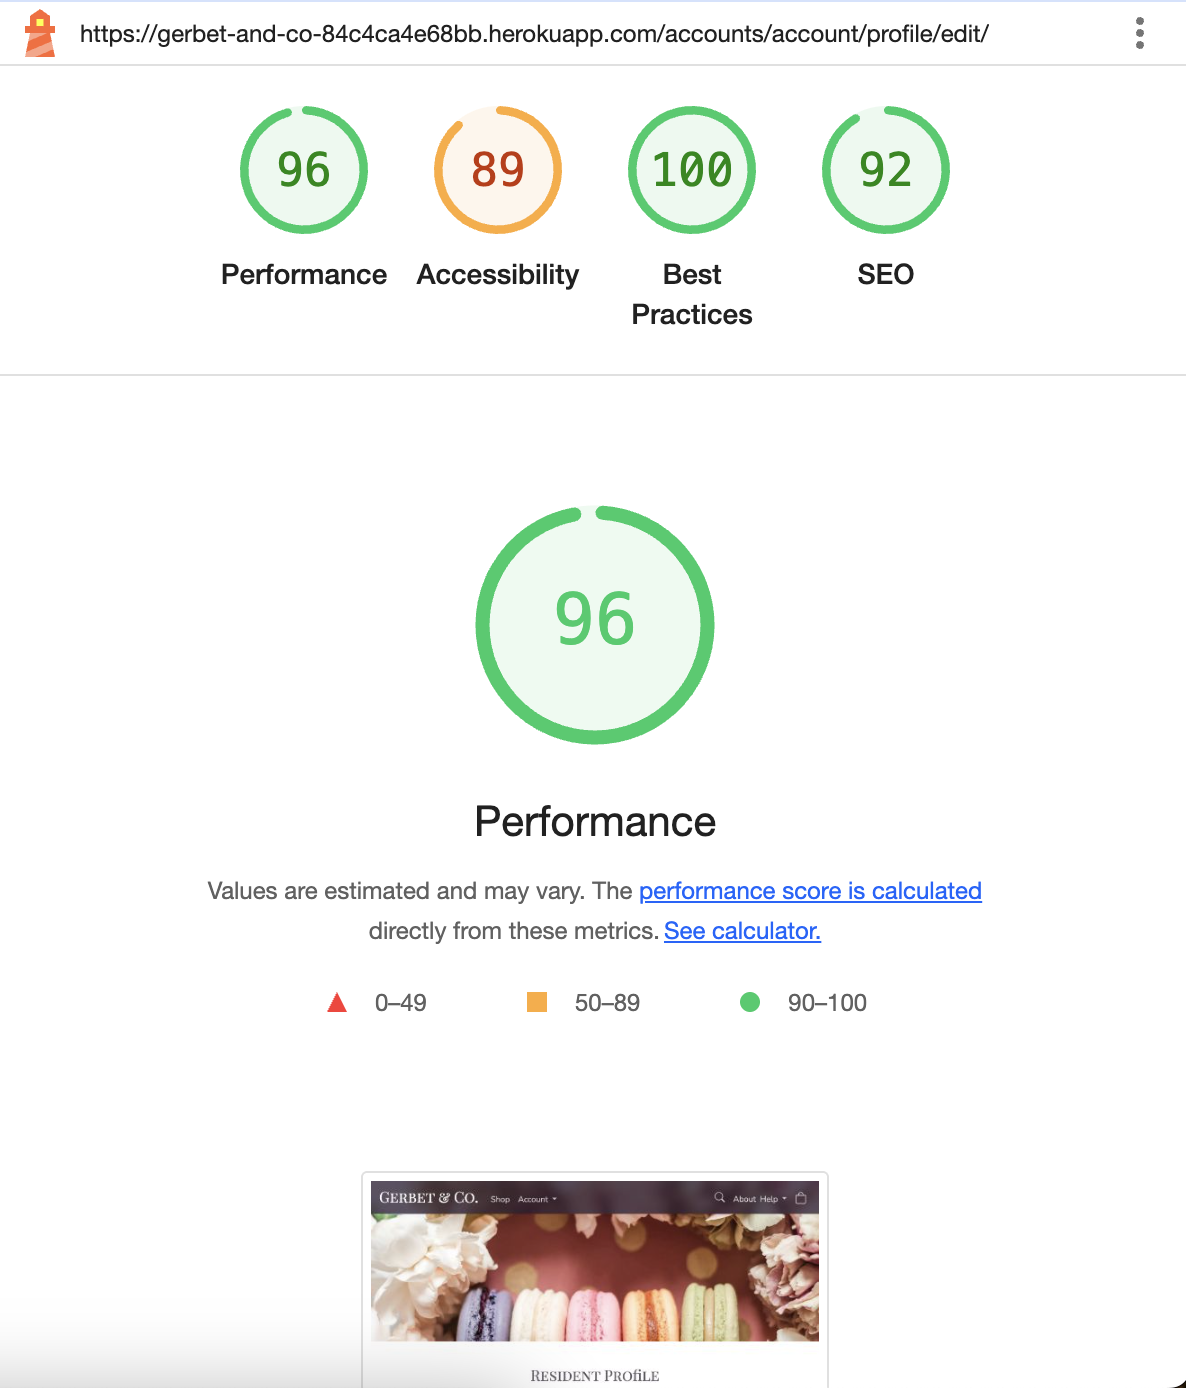 https://gerbet-and-co-84c4ca4e68bb.herokuapp.com/accounts/account/profile/edit/
96 89 100 92
Performance Accessibility Best Practices SEO
96
Performance
Values are estimated and may vary. The performance score is calculated
directly from these metrics. See calculator.
0–49 50–89 90–100
GERBET & CO. Shop Account About Help
RESIDENT PROfiLE